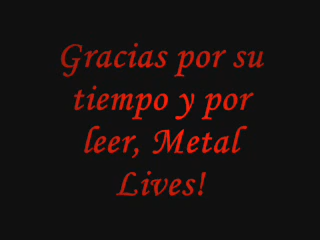 Gracias por su
tiempo y por
leer, Metal
Lives!